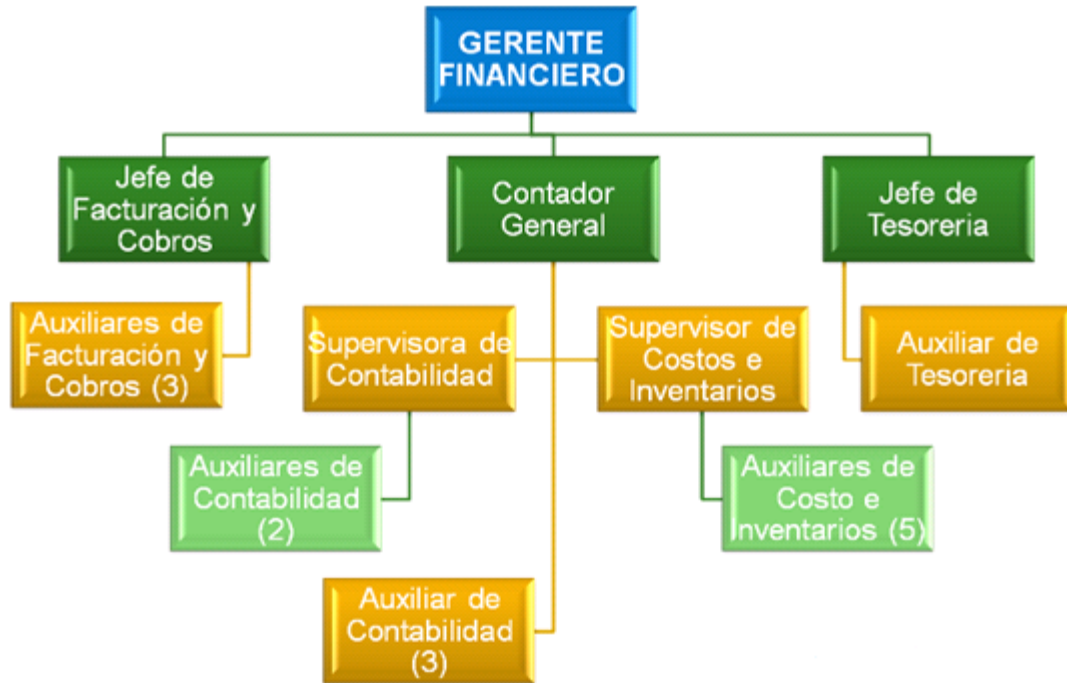 GERENTE
FINANCIERO
Jefe de
Facturación y
Cobros
Contador
General
Jefe de
Tesoreria
Auxiliares de
Facturación y
Cobros (3)
Supervisora de
Contabilidad
Supervisor de
Costos e
Inventarios
Auxiliar de
Tesoreria
Auxiliares de
Contabilidad
(2)
Auxiliares de
Costo e
Inventarios (5)
Auxiliar de
Contabilidad
(3)